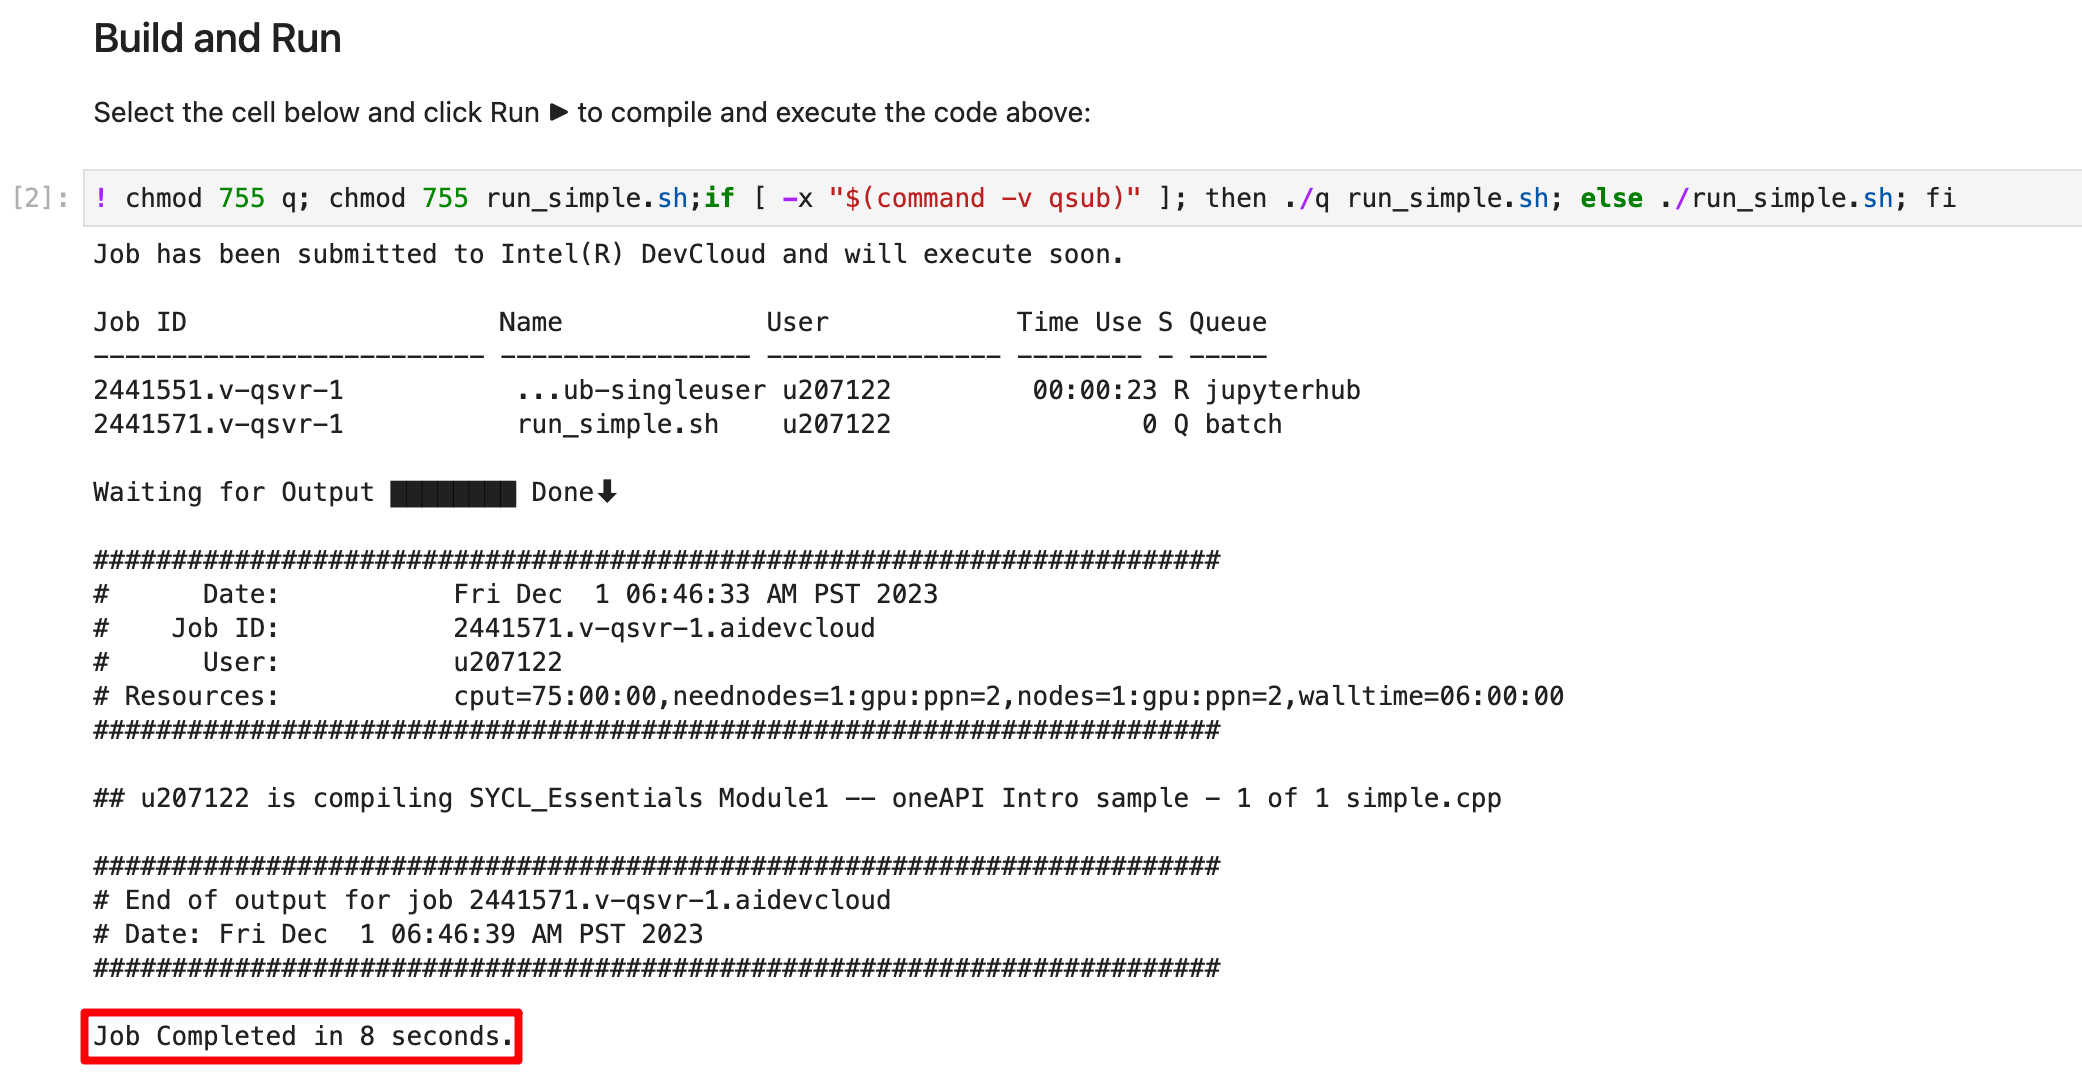 Build and Run
Select the cell below and click Run ▶ to compile and execute the code above:
[2]: ! chmod 755 q; chmod 755 run_simple.sh;if [ -x "$(command -v qsub)" ]; then ./q run_simple.sh; else ./run_simple.sh; fi
Job has been submitted to Intel(R) DevCloud and will execute soon.
Job ID                    Name             User            Time Use S Queue
------------------------- ---------------- --------------- -------- - -----
2441551.v-qsvr-1           ...ub-singleuser u207122         00:00:23 R jupyterhub
2441571.v-qsvr-1           run_simple.sh    u207122                0 Q batch
Waiting for Output ████████ Done⬇
########################################################################
#      Date:           Fri Dec  1 06:46:33 AM PST 2023
#    Job ID:           2441571.v-qsvr-1.aidevcloud
#      User:           u207122
# Resources:           cput=75:00:00,neednodes=1:gpu:ppn=2,nodes=1:gpu:ppn=2,walltime=06:00:00
########################################################################
## u207122 is compiling SYCL_Essentials Module1 -- oneAPI Intro sample - 1 of 1 simple.cpp
########################################################################
# End of output for job 2441571.v-qsvr-1.aidevcloud
# Date: Fri Dec  1 06:46:39 AM PST 2023
########################################################################
Job Completed in 8 seconds.